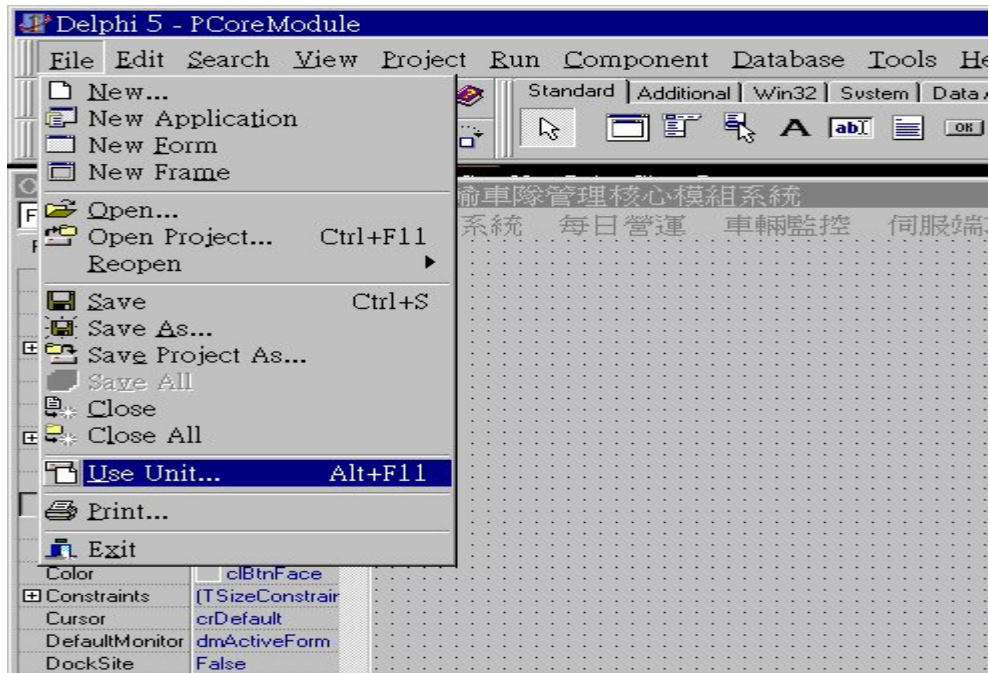 Delphi 5 - PCoreModule
File Edit Search View Project Run Component Database Tools
Standard Additional Win32 System Data
New...
New Application
New Form
New Frame
Open...
Open Project... Ctrl+F11
Reopen
Save Ctrl+S
Save As...
Save Project As...
Save All
Close
Close All
Use Unit... Alt+F11
Print...
Exit
OK
車隊管理核心模組系統
系統 每日營運 車輛監控 伺服端
Color clBtnFace
Constraints (TSizeConstrair
Cursor crDefault
DefaultMonitor dmActiveForm
DockSite False